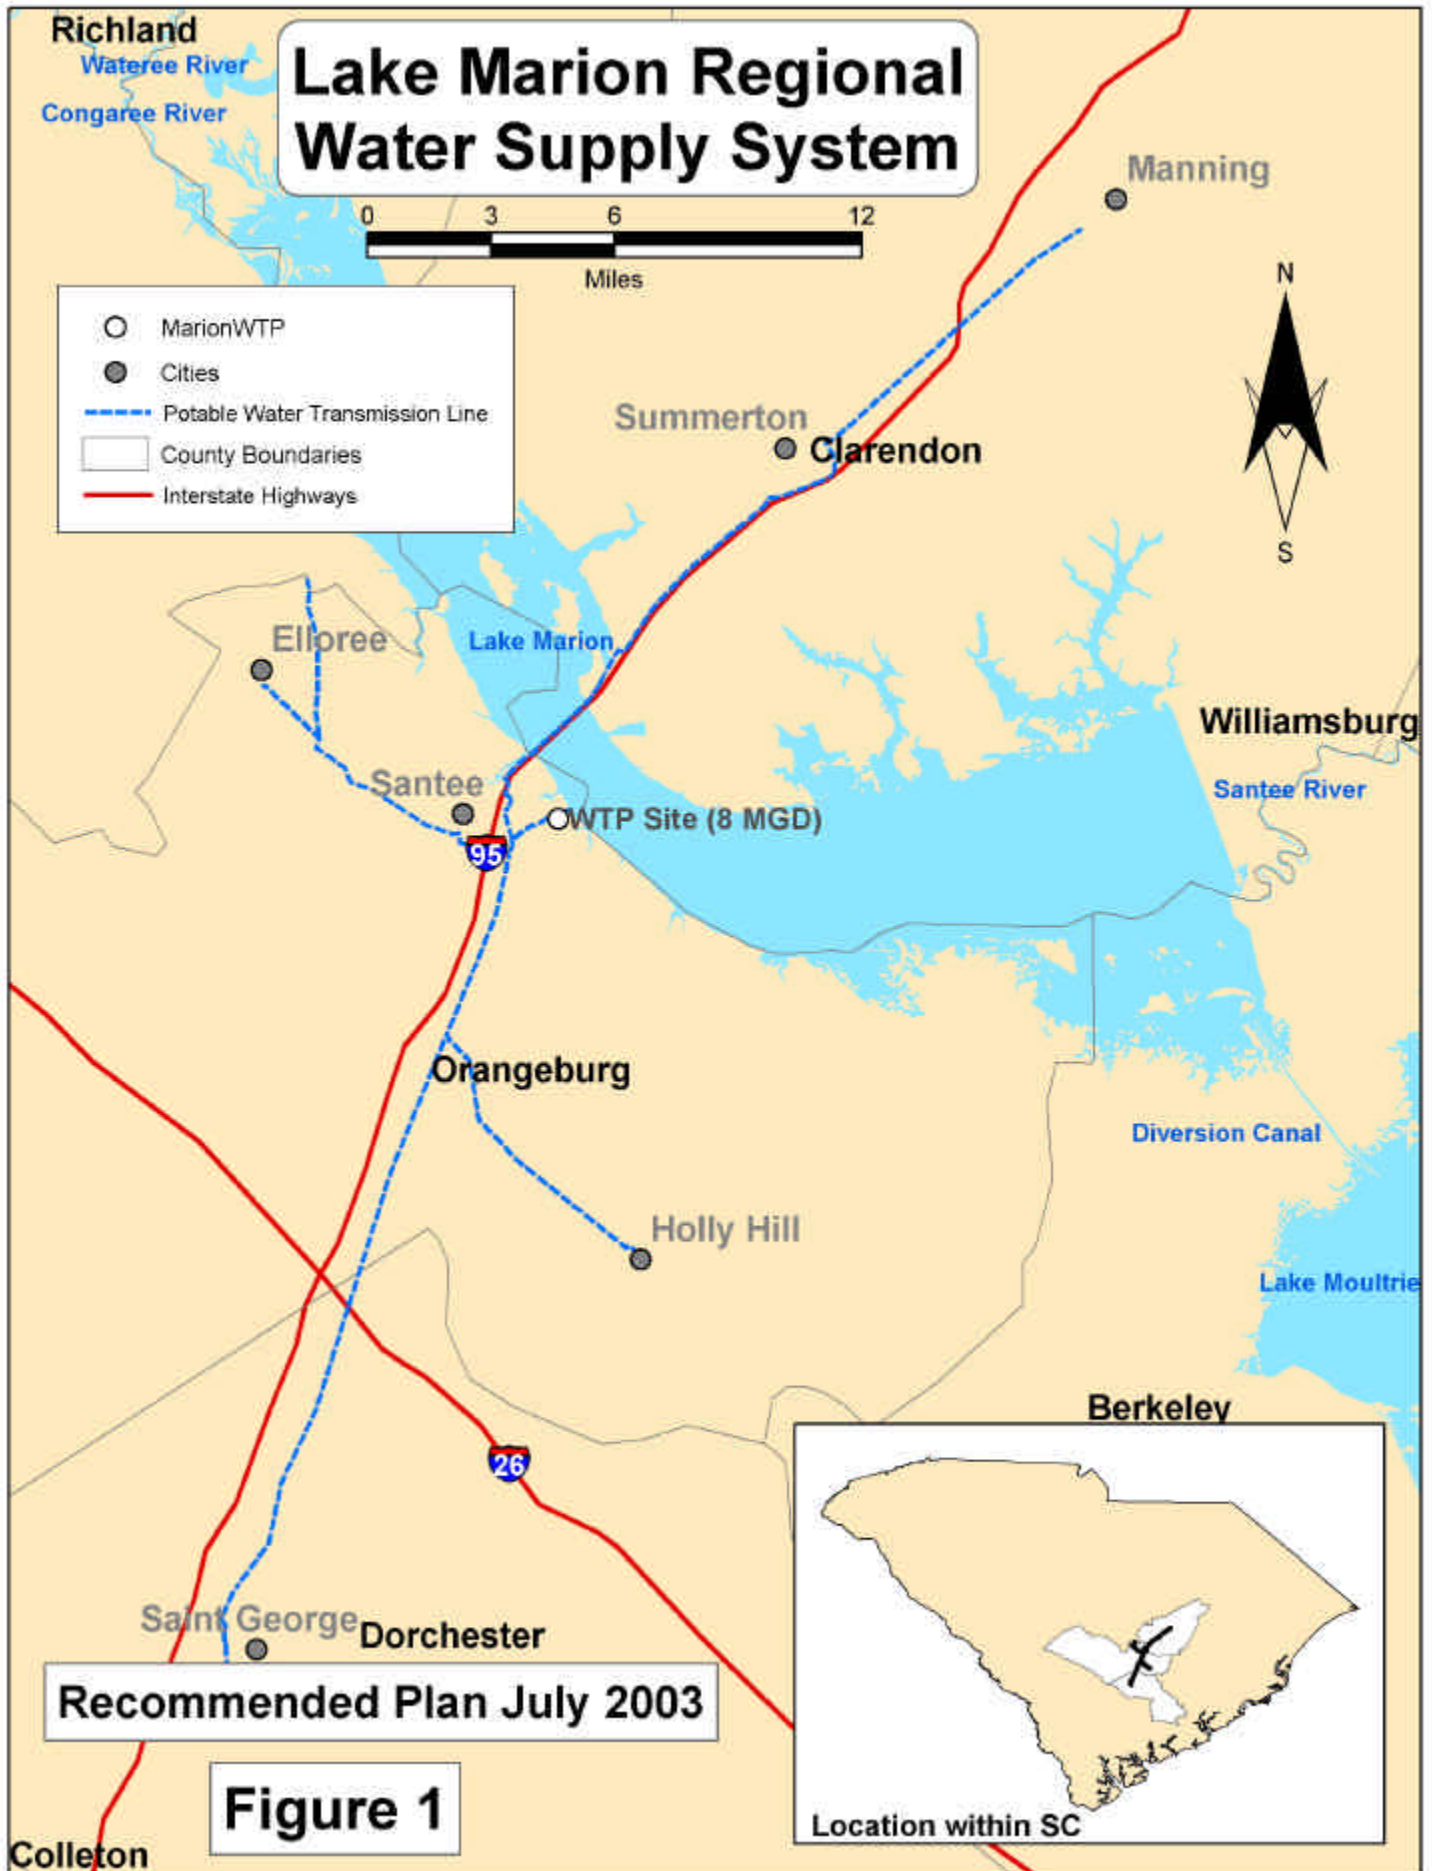 Richland
Wateree River
Congaree River
Lake Marion Regional
Water Supply System
0 3 6 12
Miles
Manning
N
S
MarionWTP
Cities
Potable Water Transmission Line
County Boundaries
Interstate Highways
Summerton
Clarendon
Elloree
Lake Marion
Williamsburg
Santee River
Santee
WTP Site (8 MGD)
95
Orangeburg
Diversion Canal
Holly Hill
Lake Moultrie
Berkeley
26
Saint George
Dorchester
Recommended Plan July 2003
Figure 1
Location within SC
Colleton